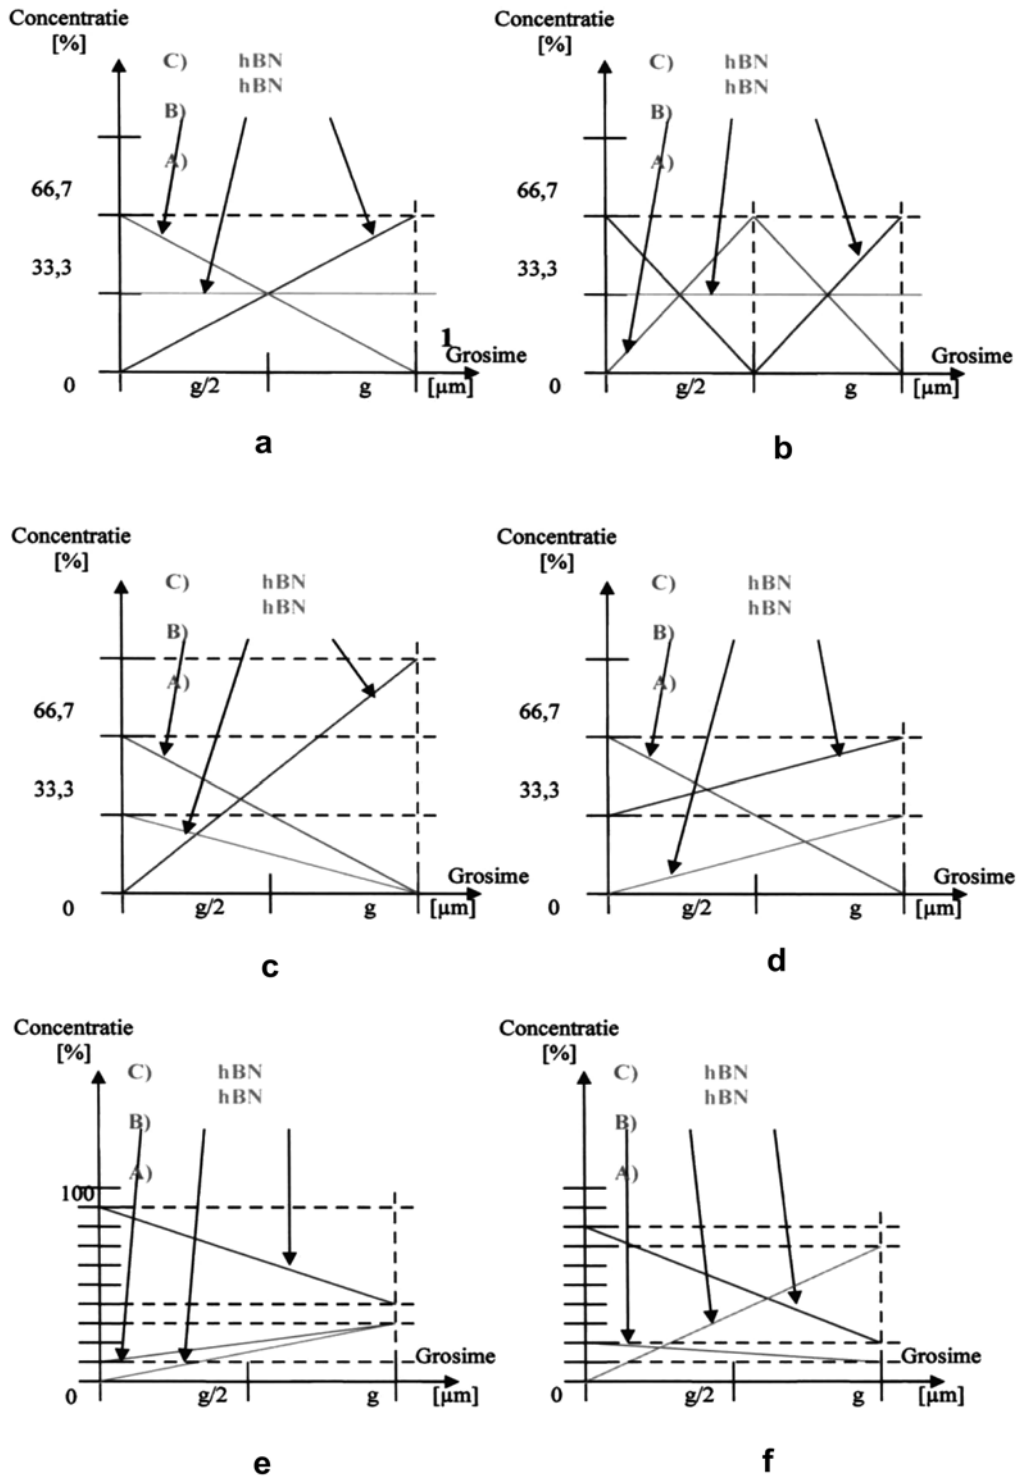 Concentratie
[%]
C) hBN
hBN
B)
A)
66,7
33,3
1
Grosime
0 g/2 g [μm]
a
Concentratie
[%]
C) hBN
hBN
B)
A)
66,7
33,3
Grosime
0 g/2 g [μm]
b
Concentratie
[%]
C) hBN
hBN
B)
A)
66,7
33,3
Grosime
0 g/2 g [μm]
c
Concentratie
[%]
C) hBN
hBN
B)
A)
66,7
33,3
Grosime
0 g/2 g [μm]
d
Concentratie
[%]
C) hBN
hBN
B)
A)
100
Grosime
0 g/2 g [μm]
e
Concentratie
[%]
C) hBN
hBN
B)
A)
Grosime
0 g/2 g [μm]
f